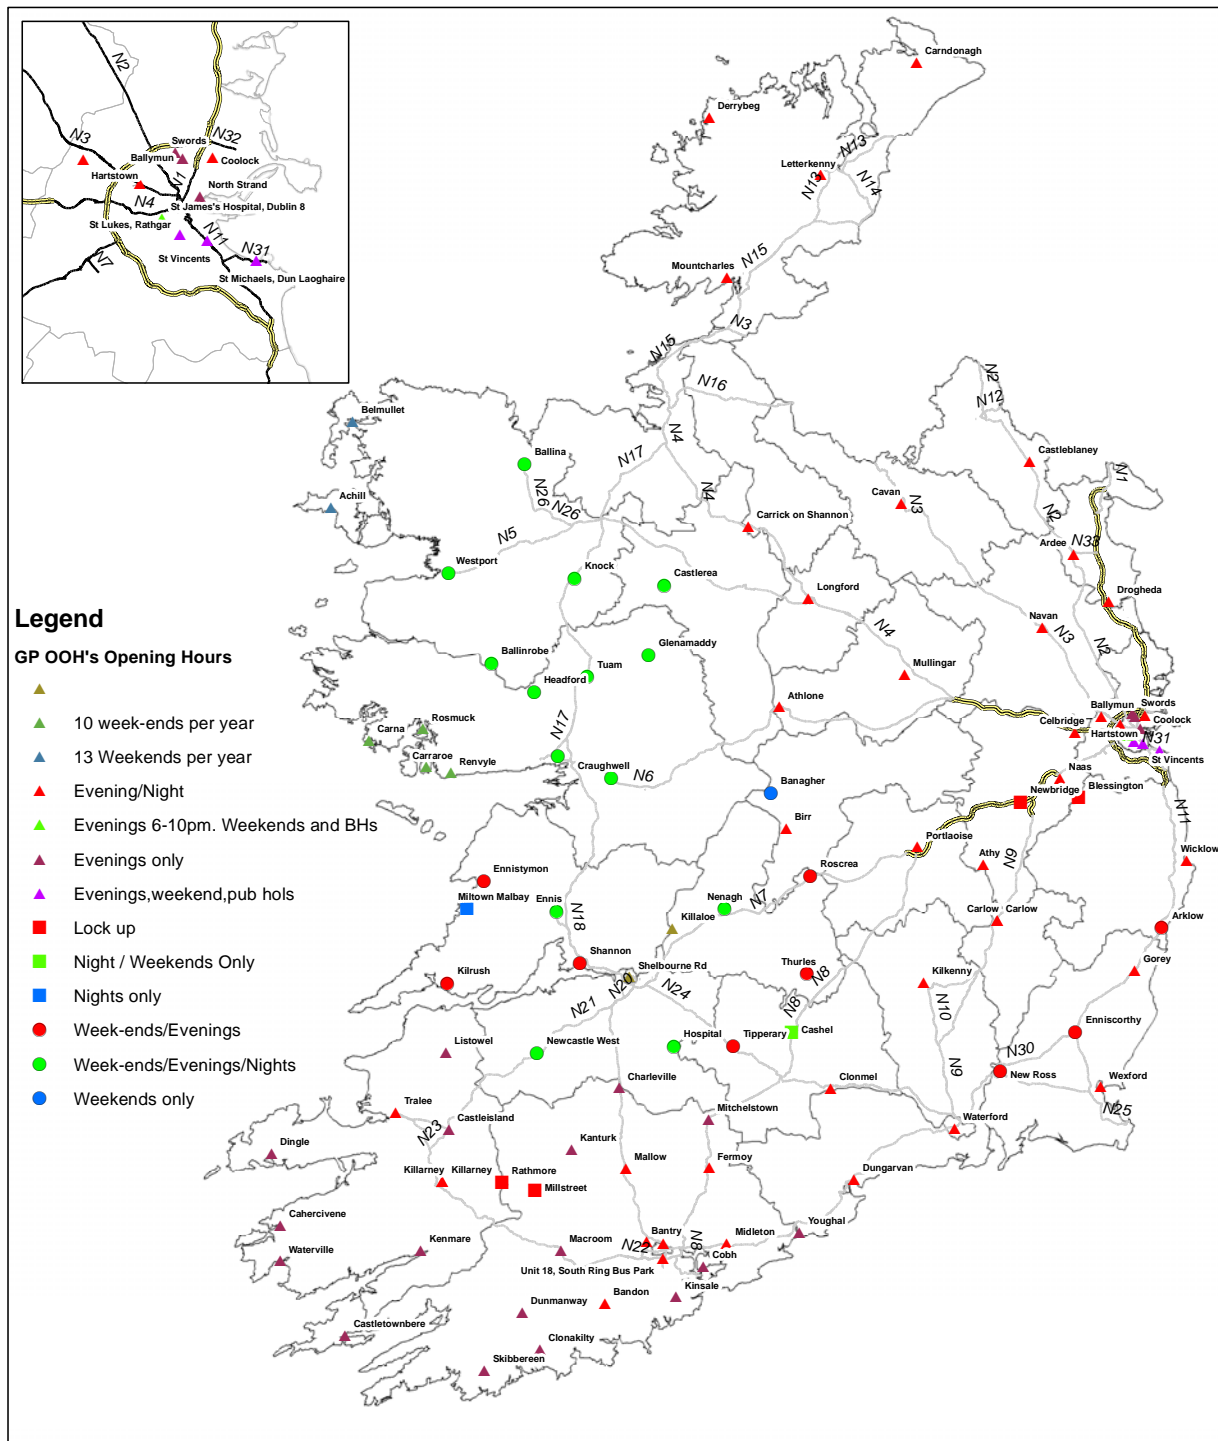 N2
N3
N32
Swords
Ballymun
Coolock
N1
Hartstown
North Strand
N4
St James's Hospital, Dublin 8
St Lukes, Rathgar
N11
N31
St Vincents
N7
St Michaels, Dun Laoghaire
Carndonagh
Derrybeg
N13
Letterkenny
N13
N14
N15
Mountcharles
N3
N15
N16
N2
N12
Belmullet
N4
Ballina
N17
Castleblaney
N1
N26
N4
Cavan
N3
Achill
N26
Carrick on Shannon
N2
N5
Ardee
N33
Westport
Knock
Castlerea
Longford
Drogheda
Legend
Navan
N3
N4
N2
GP OOH's Opening Hours
Ballinrobe
Glenamaddy
Tuam
Mullingar
Headford
10 week-ends per year
Rosmuck
Carna
Athlone
Ballymun
Swords
Celbridge
Coolock
Hartstown
N31
13 Weekends per year
N17
Carraroe
Renvyle
Craughwell
N6
St Vincents
Naas
Banagher
Blessington
Newbridge
Evening/Night
N11
Evenings 6-10pm. Weekends and BHs
Birr
Portlaoise
Athy
N9
Wicklow
Evenings only
Ennistymon
Roscrea
Evenings,weekend,pub hols
Miltown Malbay
Ennis
Nenagh
N7
Carlow
Carlow
Arklow
Lock up
N18
Killaloe
Night / Weekends Only
Shannon
Shelbourne Rd
Thurles
N8
Gorey
Kilrush
N20
N24
Kilkenny
Nights only
N21
N8
N10
Week-ends/Evenings
Listowel
Hospital
Tipperary
Cashel
Enniscorthy
N30
Week-ends/Evenings/Nights
Newcastle West
N9
New Ross
Weekends only
Charleville
Clonmel
Wexford
Tralee
N25
Castleisland
Mitchelstown
Waterford
N23
Dingle
Kanturk
Killarney
Killarney
Rathmore
Mallow
Fermoy
Dungarvan
Millstreet
Cahercivene
Youghal
Waterville
Kenmare
Macroom
Bantry
Midleton
N22
N8
Cobh
Unit 18, South Ring Bus Park
Kinsale
Bandon
Dunmanway
Castletownbere
Clonakilty
Skibbereen